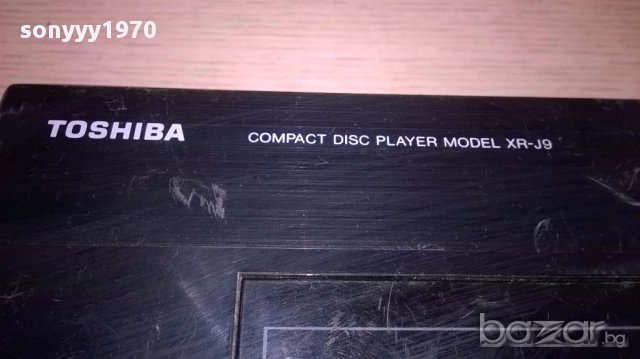 sonyyy1970
TOSHIBA COMPACT DISC PLAYER MODEL XR-J9
bazar.bg